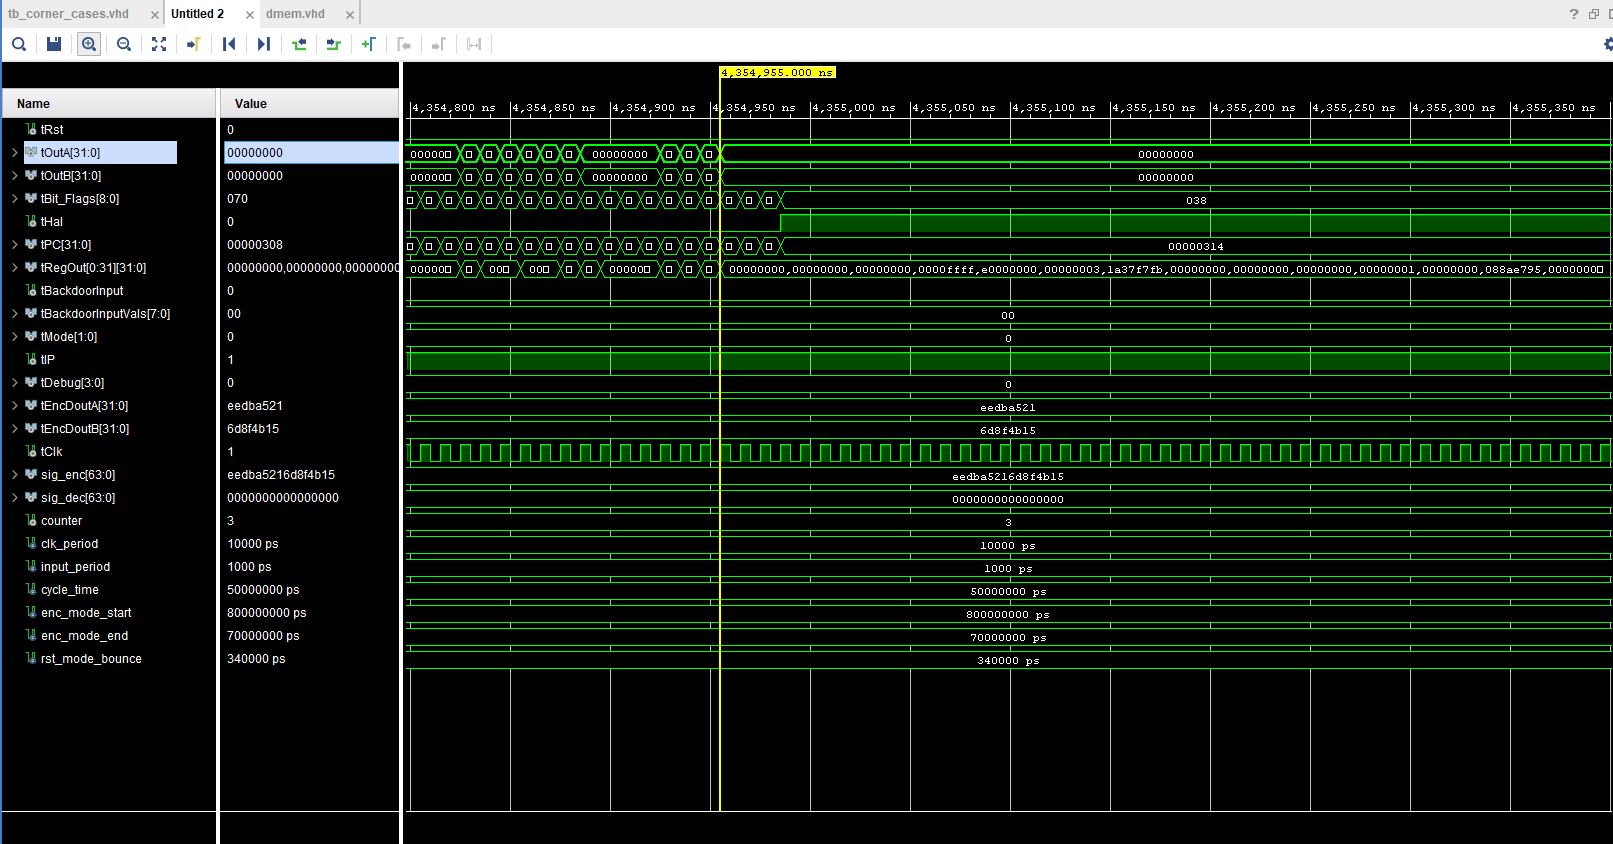 tb_corner_cases.vhd × Untitled 2 × dmem.vhd ×
?
4,354,955.000 ns
Name Value
4,354,800 ns 4,354,850 ns 4,354,900 ns 4,354,950 ns 4,355,000 ns 4,355,050 ns 4,355,100 ns 4,355,150 ns 4,355,200 ns 4,355,250 ns 4,355,300 ns 4,355,350 ns
tRst 0
tOutA[31:0] 00000000 00000 00000000 00000000
tOutB[31:0] 00000000 00000 00000000 00000000
tBit_Flags[8:0] 070 038
tHal 0
tPC[31:0] 00000308 00000314
tRegOut[0:31][31:0] 00000000,00000000,00000000 00000 00 00 00000 00000000,00000000,00000000,0000ffff,e0000000,00000003,1a37f7fb,00000000,00000000,00000000,00000001,00000000,088ae795,0000000
tBackdoorInput 0
tBackdoorInputVals[7:0] 00 00
tMode[1:0] 0 0
tIP 1
tDebug[3:0] 0 0
tEncDoutA[31:0] eedba521 eedba521
tEncDoutB[31:0] 6d8f4b15 6d8f4b15
tClk 1
sig_enc[63:0] eedba5216d8f4b15 eedba5216d8f4b15
sig_dec[63:0] 0000000000000000 0000000000000000
counter 3 3
clk_period 10000 ps 10000 ps
input_period 1000 ps 1000 ps
cycle_time 50000000 ps 50000000 ps
enc_mode_start 800000000 ps 800000000 ps
enc_mode_end 70000000 ps 70000000 ps
rst_mode_bounce 340000 ps 340000 ps